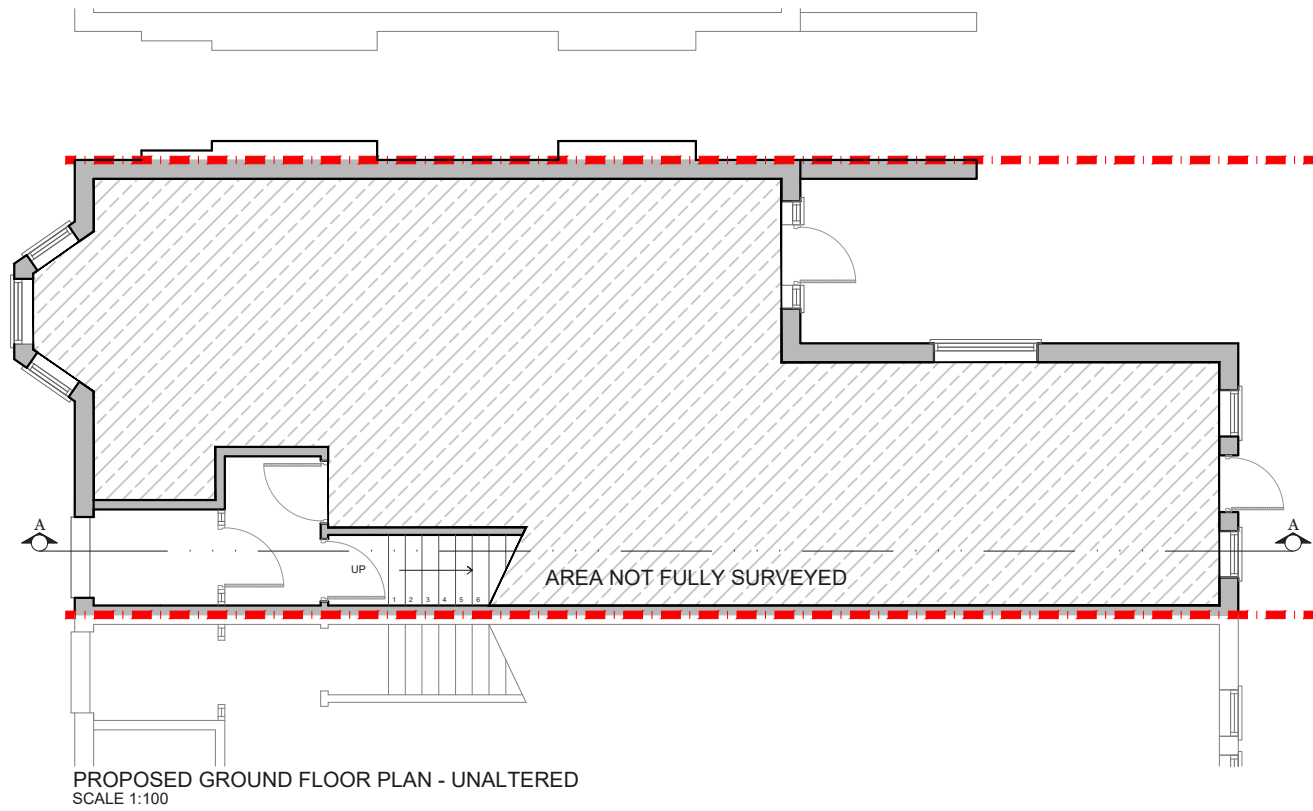 A
A
UP
1 2 3 4 5 6
AREA NOT FULLY SURVEYED
PROPOSED GROUND FLOOR PLAN - UNALTERED
SCALE 1:100